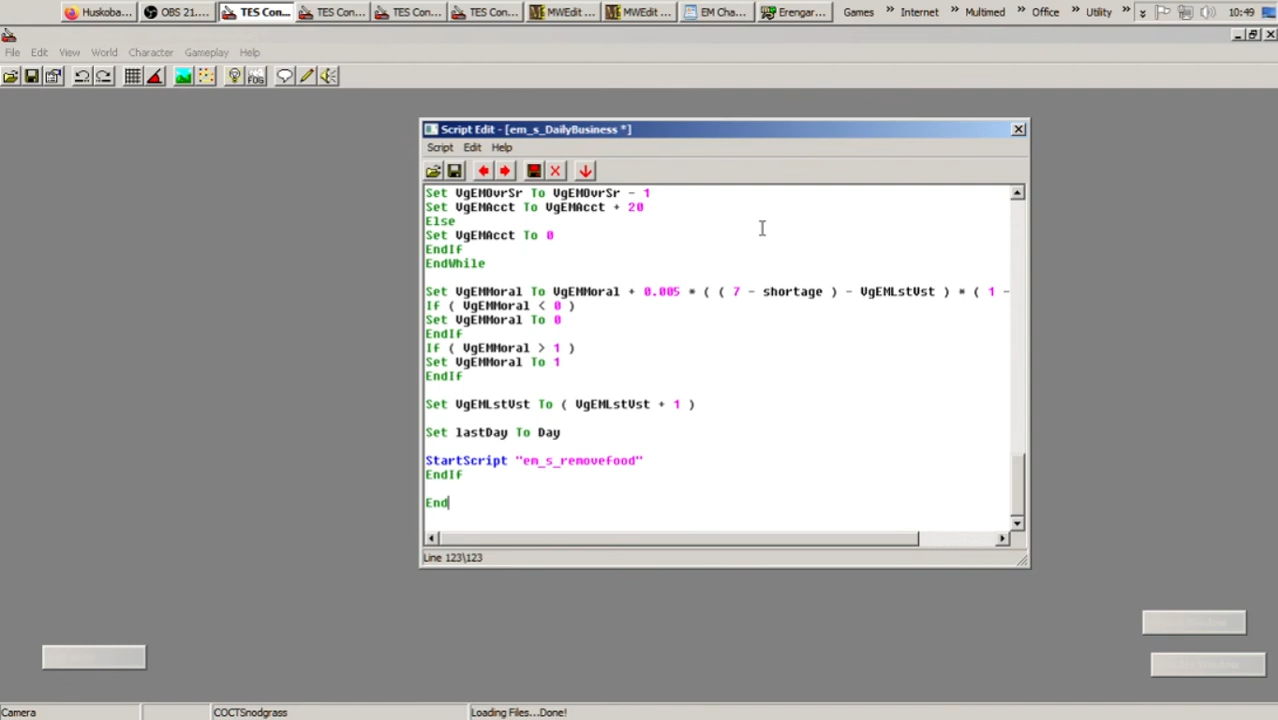 Huskoba... OBS 21.... TES Con... TES Con... TES Con... TES Con... MWEdit ... MWEdit ... EM Cha... Erengar... Games » Internet » Multimed » Office » Utility » 10:49
File Edit View World Character Gameplay Help
FOG
Script Edit - [em_s_DailyBusiness *]
Script Edit Help
Set VgEMOvrSr To VgEMOvrSr - 1
Set VgEMAcct To VgEMAcct + 20
Else
Set VgEMAcct To 0
EndIf
EndWhile
Set VgEMMoral To VgEMMoral + 0.005 * ( ( 7 - shortage ) - VgEMLstVst ) * ( 1 -
If ( VgEMMoral < 0 )
Set VgEMMoral To 0
EndIf
If ( VgEMMoral > 1 )
Set VgEMMoral To 1
EndIf
Set VgEMLstVst To ( VgEMLstVst + 1 )
Set lastDay To Day
StartScript "em_s_removefood"
EndIf
End
Line 123\123
Camera COCTSnodgrass Loading Files...Done!